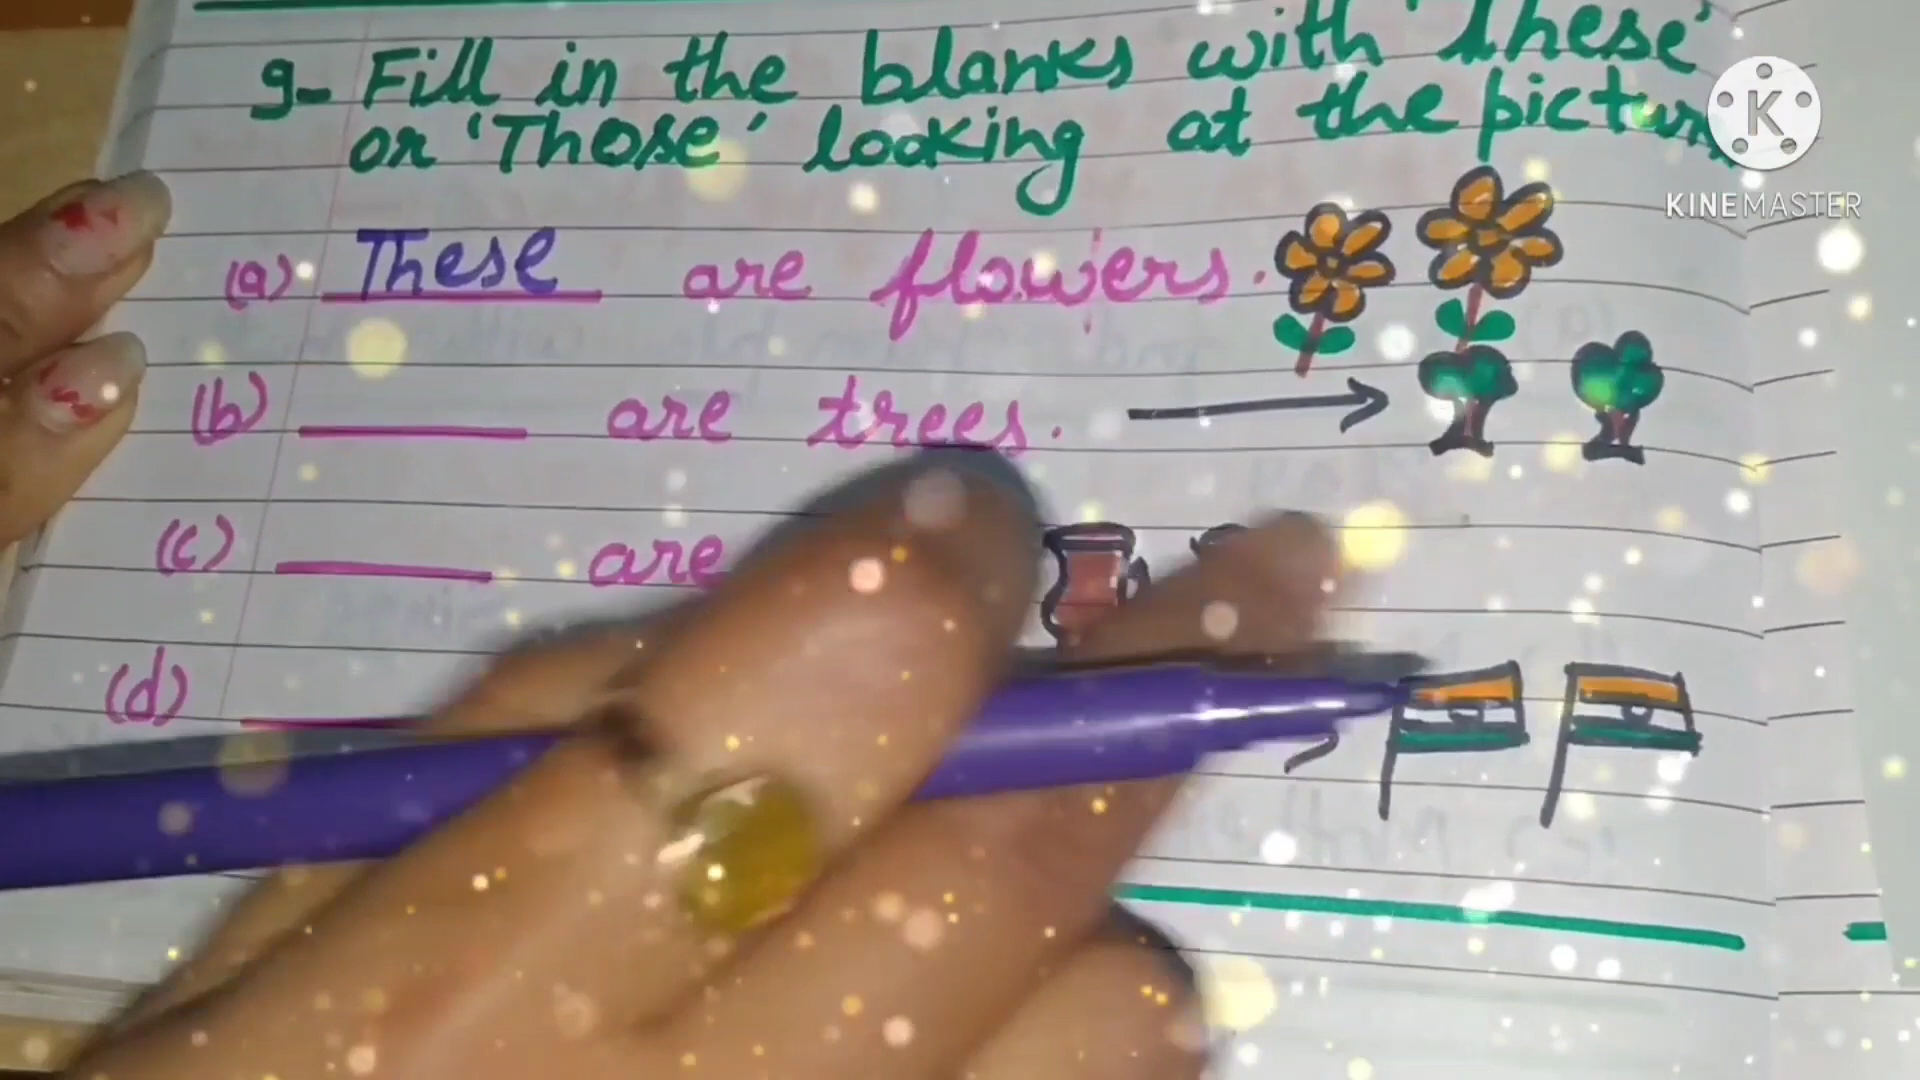 9- Fill in the blanks with 'These'
or 'Those' looking at the picture
(a) These are flowers.
(b) are trees.
(c) are
(d)
K
KINEMASTER